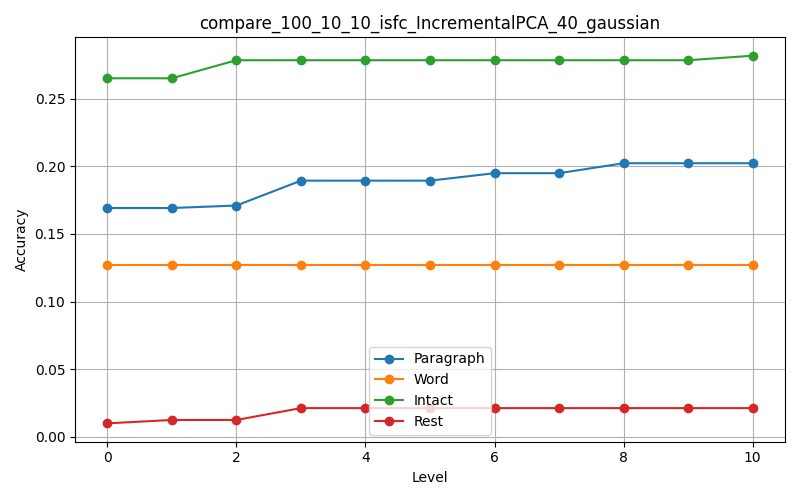 compare_100_10_10_isfc_IncrementalPCA_40_gaussian
Accuracy
0.25
0.20
0.15
0.10
0.05
0.00
Paragraph
Word
Intact
Rest
0 2 4 6 8 10
Level